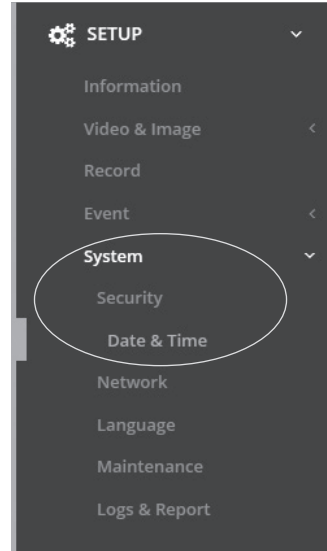 SETUP
Information
Video & Image
Record
Event
System
Security
Date & Time
Network
Language
Maintenance
Logs & Report